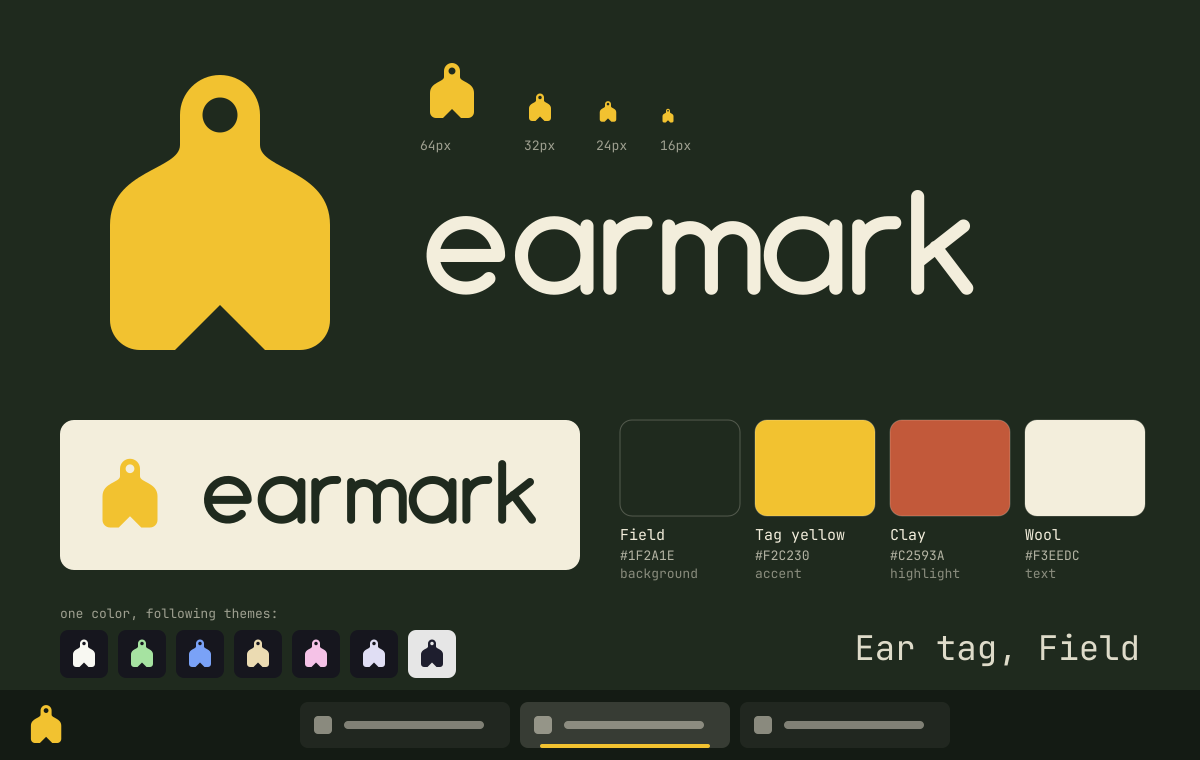 64px 32px 24px 16px
earmark
earmark
Field Tag yellow Clay Wool
#1F2A1E #F2C230 #C2593A #F3EEDC
background accent highlight text
one color, following themes:
Ear tag, Field